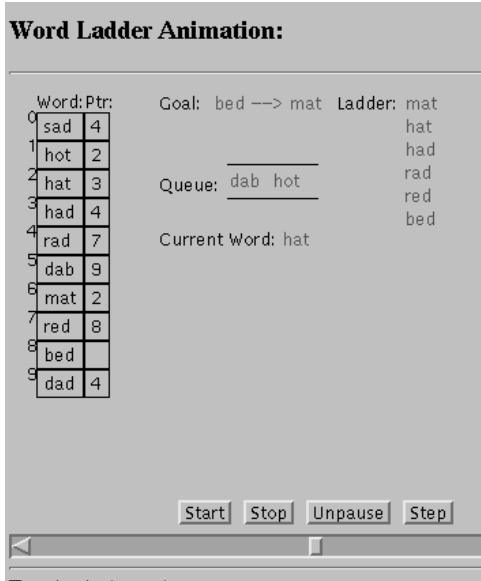 Word Ladder Animation:
Word: Ptr:
0 sad 4
1 hot 2
2 hat 3
3 had 4
4 rad 7
5 dab 9
6 mat 2
7 red 8
8 bed
9 dad 4
Goal: bed --> mat
Queue: dab hot
Current Word: hat
Ladder: mat
hat
had
rad
red
bed
Start Stop Unpause Step